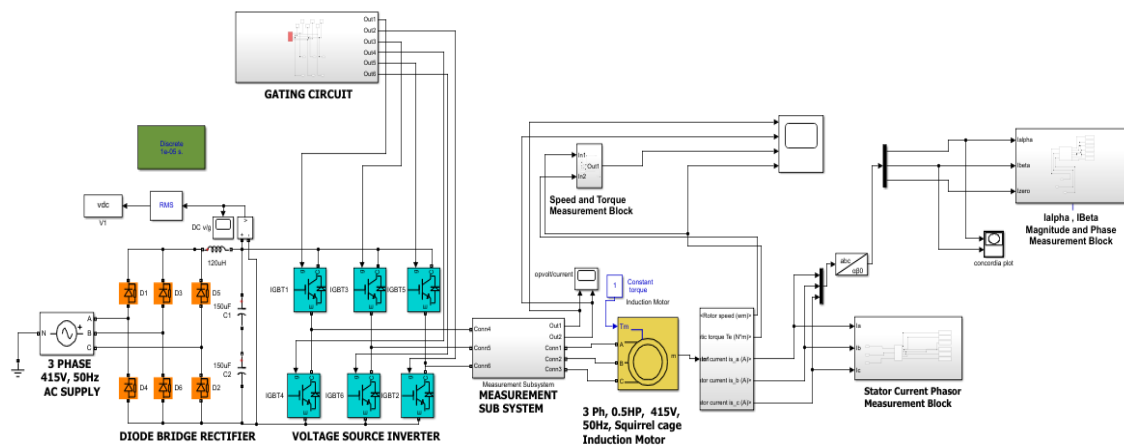 Out1
Out2
Out3
Out4
Out5
Out6
GATING CIRCUIT
Discrete
1e-05 s.
vdc
V1
RMS
DC v/g
v
+
-
120uH
In1
In2
Out1
Speed and Torque
Measurement Block
Ialpha
Ibeta
Izero
Ialpha , IBeta
Magnitude and Phase
Measurement Block
concordia plot
abc
αβ0
D1
D3
D5
150uF
C1
150uF
C2
D4
D6
D2
N
A
B
C
3 PHASE
415V, 50Hz
AC SUPPLY
DIODE BRIDGE RECTIFIER
g
C
E
IGBT1
g
C
E
IGBT3
g
C
E
IGBT5
g
C
E
IGBT4
g
C
E
IGBT6
g
C
E
IGBT2
VOLTAGE SOURCE INVERTER
opvolt/current
Conn4
Conn5
Conn6
Out1
Out2
Conn1
Conn2
Conn3
Measurement Subsystem
MEASUREMENT
SUB SYSTEM
1
Constant
torque
Induction Motor
Tm
A
B
C
m
3 Ph, 0.5HP, 415V,
50Hz, Squirrel cage
Induction Motor
<Rotor speed (wm)>
tic torque Te (N*m)>
current is_a (A)>
tor current is_b (A)>
tor current is_c (A)>
Ia
Ib
Ic
Stator Current Phasor
Measurement Block